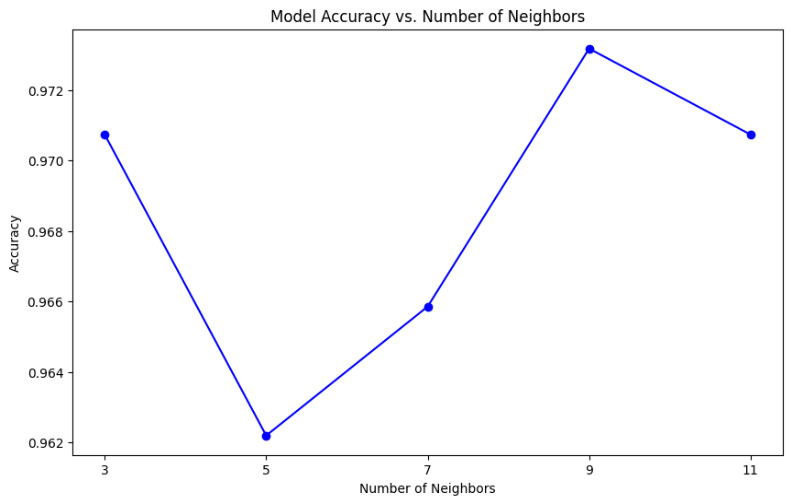 Model Accuracy vs. Number of Neighbors
Accuracy
0.972
0.970
0.968
0.966
0.964
0.962
3 5 7 9 11
Number of Neighbors